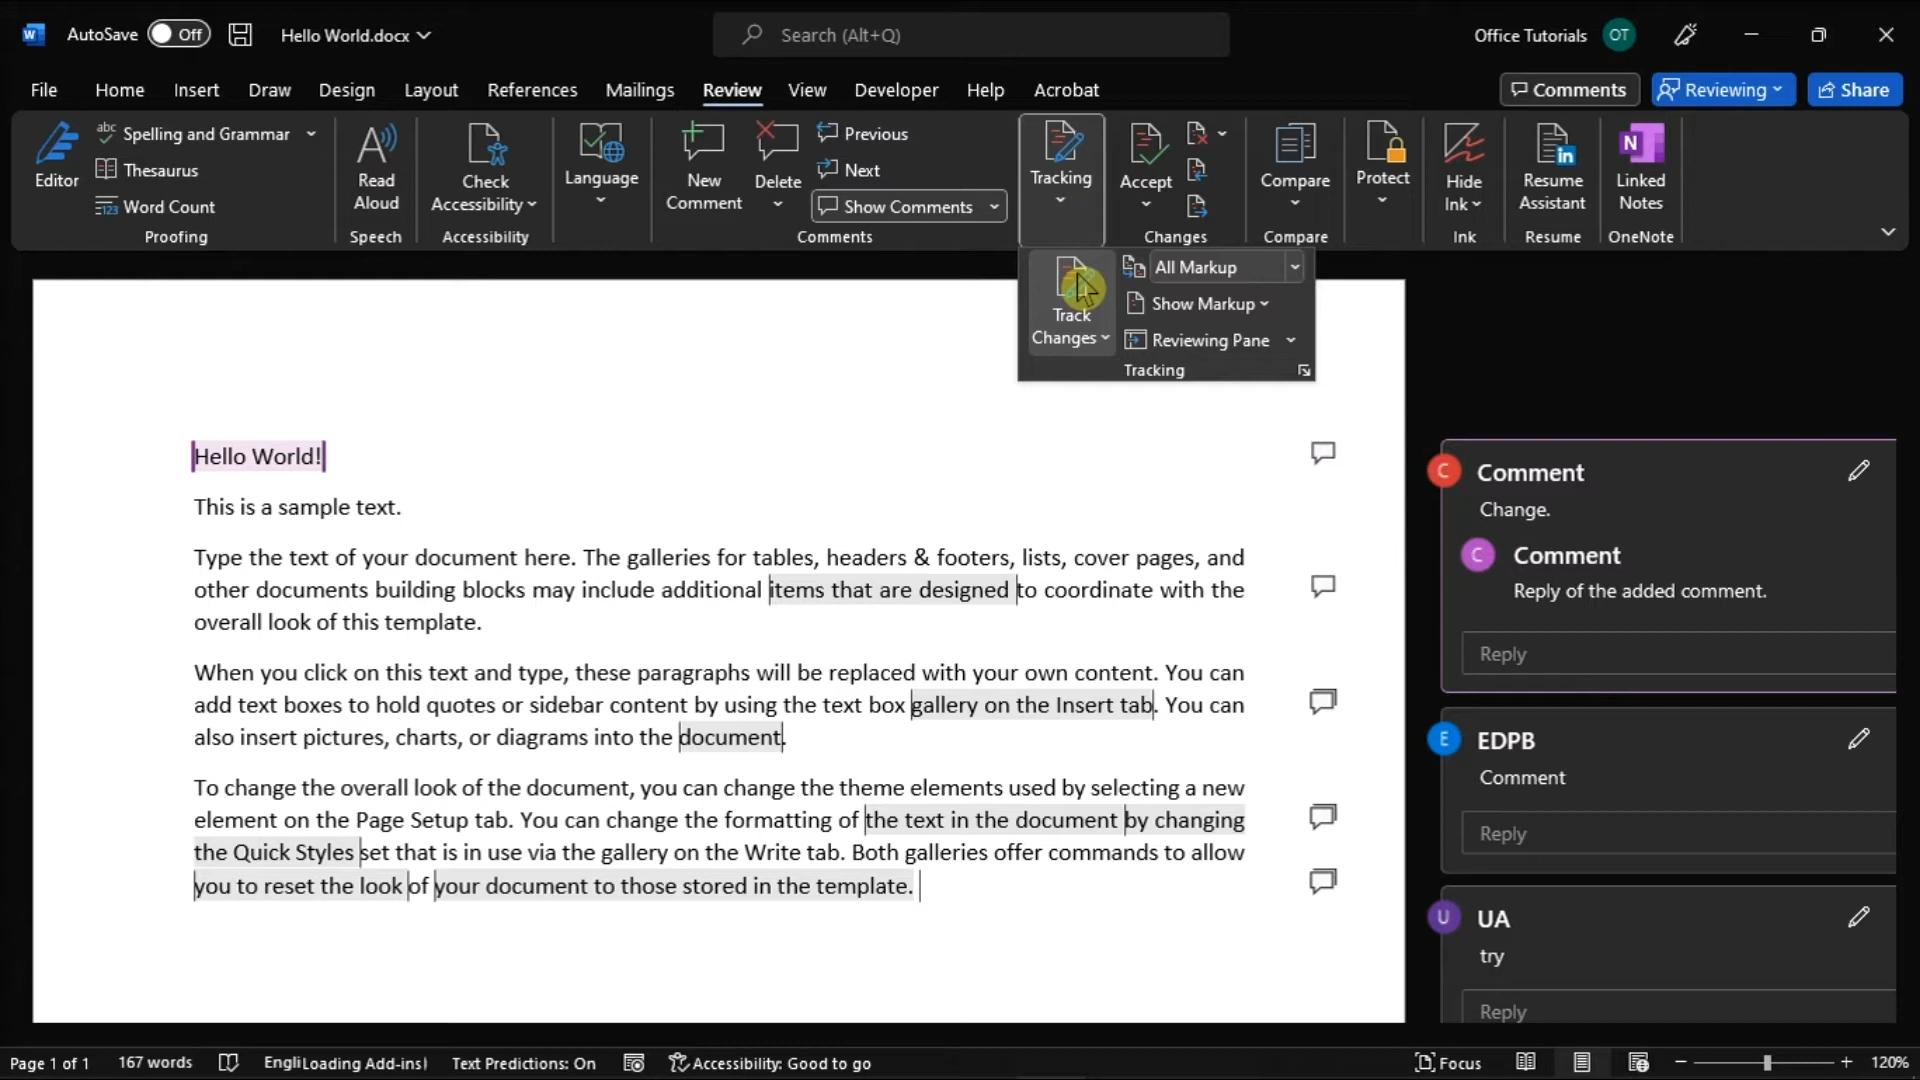 W AutoSave Off Hello World.docx Search (Alt+Q) Office Tutorials OT
File Home Insert Draw Design Layout References Mailings Review View Developer Help Acrobat Comments Reviewing Share
Editor
abc Spelling and Grammar
Thesaurus
123 Word Count
Proofing
A Read
Aloud
Speech
Check
Accessibility
Accessibility
Language
New
Comment
Delete
Previous
Next
Show Comments
Comments
Tracking
Accept
Changes
Compare
Compare
Protect
Hide
Ink
Ink
in
Resume
Assistant
Resume
N
Linked
Notes
OneNote
Track
Changes
All Markup
Show Markup
Reviewing Pane
Tracking
Hello World!
This is a sample text.
Type the text of your document here. The galleries for tables, headers & footers, lists, cover pages, and
other documents building blocks may include additional items that are designed to coordinate with the
overall look of this template.
When you click on this text and type, these paragraphs will be replaced with your own content. You can
add text boxes to hold quotes or sidebar content by using the text box gallery on the Insert tab. You can
also insert pictures, charts, or diagrams into the document.
To change the overall look of the document, you can change the theme elements used by selecting a new
element on the Page Setup tab. You can change the formatting of the text in the document by changing
the Quick Styles set that is in use via the gallery on the Write tab. Both galleries offer commands to allow
you to reset the look of your document to those stored in the template.
C Comment
Change.
C Comment
Reply of the added comment.
Reply
E EDPB
Comment
Reply
U UA
try
Reply
Page 1 of 1 167 words EngliLoading Add-ins) Text Predictions: On Accessibility: Good to go Focus 120%